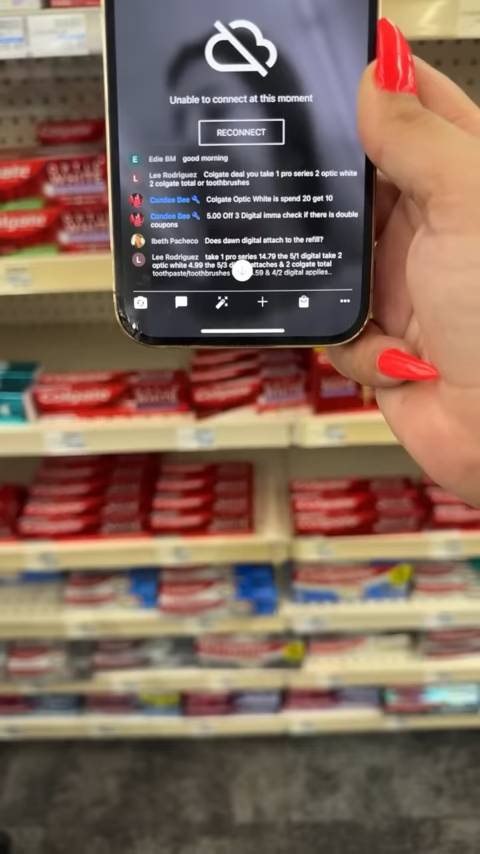 Unable to connect at this moment
RECONNECT
E Edie BM good morning
L Lee Rodriguez Colgate deal you take 1 pro series 2 optic white
2 colgate total or toothbrushes
Candee Dee Colgate Optic White is spend 20 get 10
Candee Dee 5.00 Off 3 Digital imma check if there is double
coupons
Ibeth Pacheco Does dawn digital attach to the refill?
L Lee Rodriguez take 1 pro series 14.79 the 5/1 digital take 2
optic white 4.99 the 5/3 attaches & 2 colgate total
toothpaste/toothbrushes .59 & 4/2 digital applies..
Colgate
Colgate